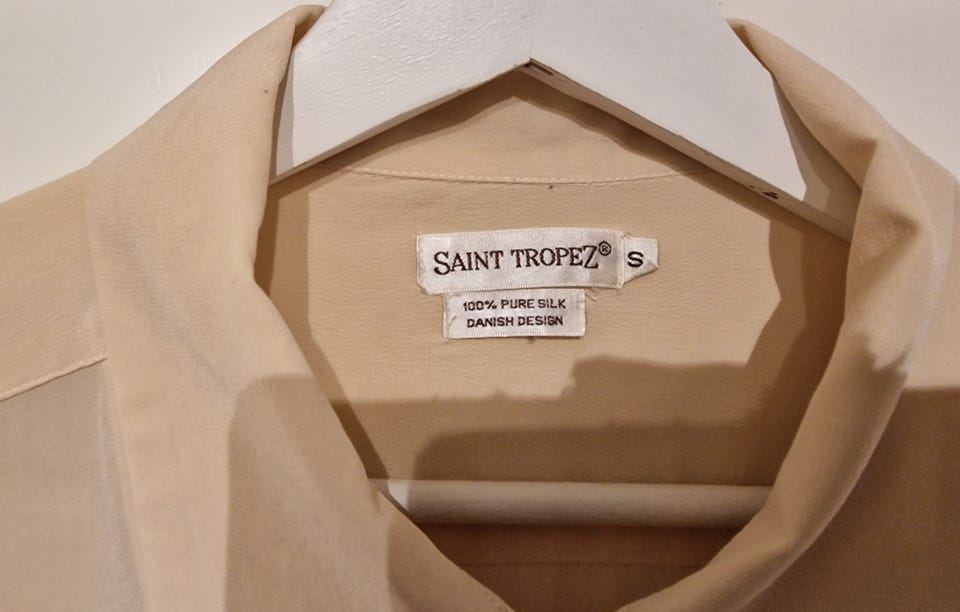 SAINT TROPEZ® S
100% PURE SILK
DANISH DESIGN